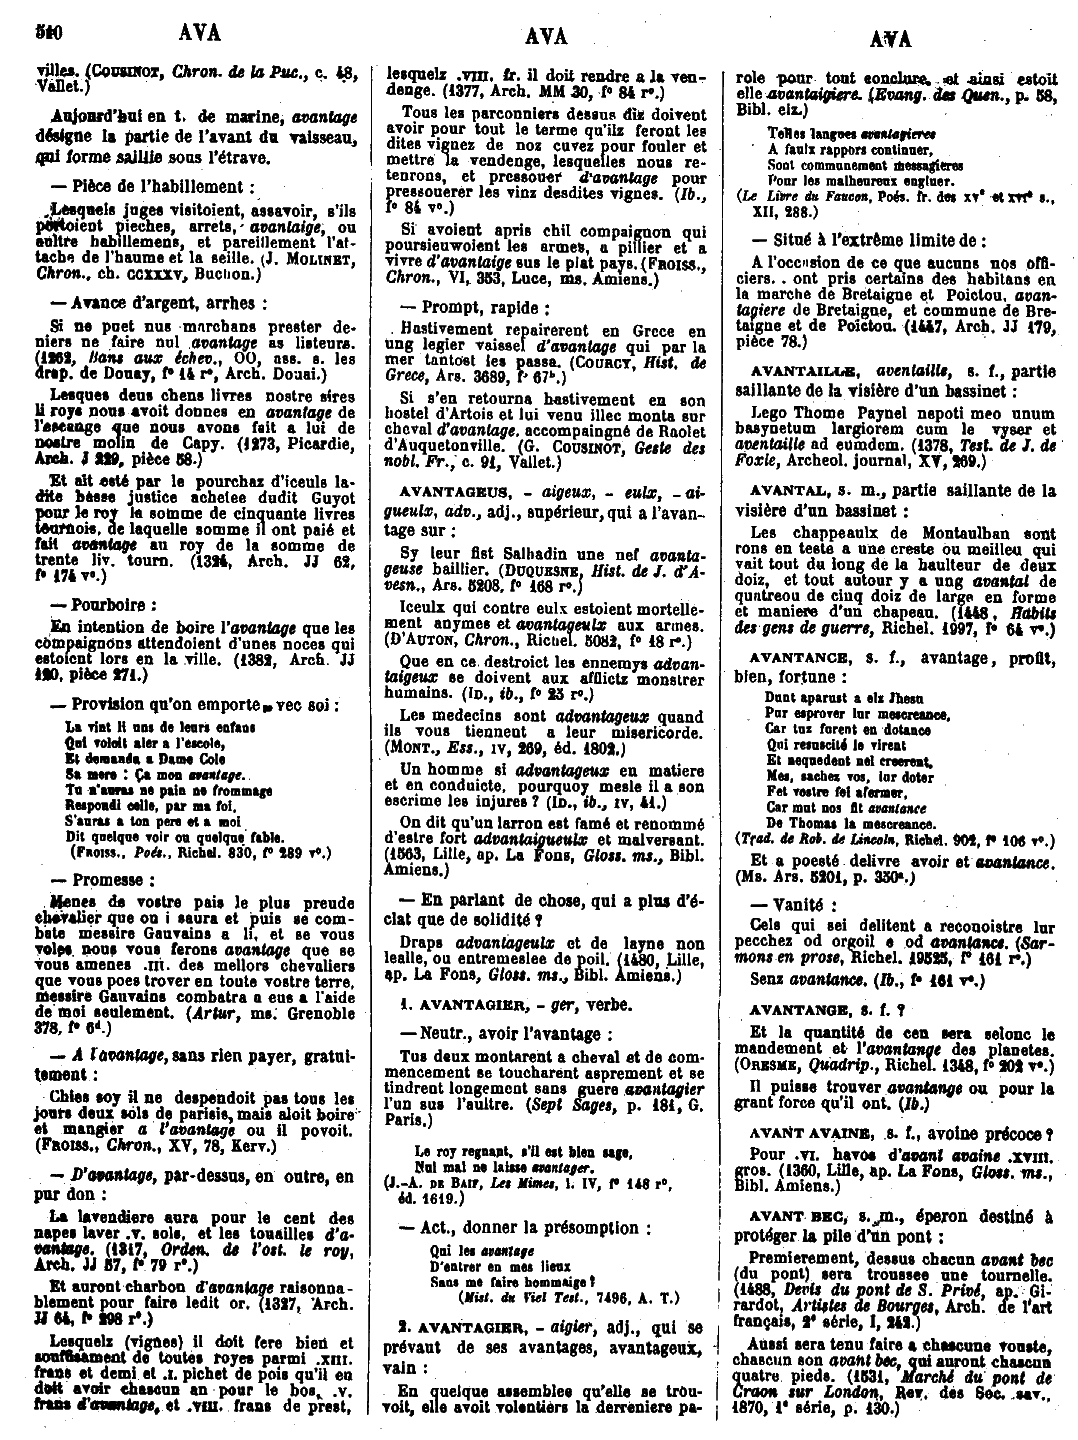 510 AVA
AVA
AVA
villes. (COUSINOT, Chron. de la Puc., c. 48,
Vallet.)
Aujourd'hui en t. de marine, avantage
désigne la partie de l'avant du vaisseau,
qui forme saillie sous l'étrave.
— Pièce de l'habillement :
Lesquels juges visitoient, assavoir, s'ils
portoient pieches, arrets, avantaige, ou
aultre habillemens, et pareillement l'at-
tache de l'haume et la seille. (J. MOLINET,
Chron., ch. CCXXXV, Buchon.)
— Avance d'argent, arrhes :
Si ne puet nus marchans prester de-
niers ne faire nul avantage as listeurs.
(1262, Bans aux échev., OO, ass. s. les
drap. de Douay, f° 14 r°, Arch. Douai.)
Lesques deus chens livres nostre sires
li roys nous avoit donnes en avantage de
l'escange que nous avons fait a lui de
nostre molin de Capy. (1273, Picardie,
Arch. J 229, pièce 58.)
Et ait esté par le pourchaz d'iceuls la-
dite basse justice achetee dudit Guyot
pour le roy le somme de cinquante livres
tournois, de laquelle somme il ont paié et
fait avantage au roy de la somme de
trente liv. tourn. (1324, Arch. JJ 62,
f° 174 v°.)
— Pourboire :
En intention de boire l'avantage que les
compaignons attendoient d'unes noces qui
estoient lors en la ville. (1382, Arch. JJ
120, pièce 271.)
— Provision qu'on emporte vec soi :
La vint li uns de leurs enfans
Qui voloit aler a l'escole,
Et demanda a Dame Cole
Sa mere : Ça mon avantage.
Tu n'auras ne pain ne frommage
Respondi celle, par ma foi,
S'auras a ton pere et a moi
Dit quelque voir ou quelque fable.
(FROISS., Poés., Richel. 830, f° 289 v°.)
— Promesse :
Menes de vostre pais le plus preude
chevalier que on i saura et puis se com-
bate messire Gauvains a li, et se vous
voles nous vous ferons avantage que se
vous amenes .III. des mellors chevaliers
que vous poes trover en toute vostre terre,
messire Gauvains combatra a eus a l'aide
de moi seulement. (Artur, ms. Grenoble
378, f° 6d.)
— A l'avantage, sans rien payer, gratui-
tement :
Chies soy il ne despendoit pas tous les
jours deux sols de parisis, mais aloit boire
et mangier a l'avantage ou il povoit.
(FROISS., Chron., XV, 78, Kerv.)
— D'avantage, par-dessus, en outre, en
pur don :
La lavendiere aura pour le cent des
napes laver .v. sols, et les touailles d'a-
vantage. (1317, Orden. de l'ost. le roy,
Arch. JJ 57, f° 79 r°.)
Et auront charbon d'avantage raisonna-
blement pour faire ledit or. (1327, Arch.
JJ 64, f° 298 r°.)
Lesquelx (vignes) il doit fere bien et
souffisament de toutes royes parmi .XIII.
frans et demi et .I. pichet de pois qu'il en
doit avoir chascun an pour le bos, .v.
frans d'avantage, et .VIII. frans de prest,
lesquelz .VIII. fr. il doit rendre a la ven-
denge. (1377, Arch. MM 30, f° 84 r°.)
Tous les parconniers dessus diz doivent
avoir pour tout le terme qu'ilz feront les
dites vignez de noz cuvez pour fouler et
mettre la vendenge, lesquelles nous re-
tenrons, et pressouer d'avantage pour
pressouerer les vinz desdites vignes. (Ib.,
f° 84 v°.)
Si avoient apris chil compaignon qui
poursieuwoient les armes, a pillier et a
vivre d'avantaige sus le plat pays. (FROISS.,
Chron., VI, 353, Luce, ms. Amiens.)
— Prompt, rapide :
Hastivement repairerent en Grece en
ung legier vaissel d'avantage qui par la
mer tantost les passa. (COURCY, Hist. de
Grece, Ars. 3689, f° 67b.)
Si s'en retourna hastivement en son
hostel d'Artois et lui venu illec monta sur
cheval d'avantage, accompaingné de Raolet
d'Auquetonville. (G. COUSINOT, Geste des
nobl. Fr., c. 91, Vallet.)
AVANTAGEUS, - aigeux, - eulx, - ai-
gueulx, adv., adj., supérieur, qui a l'avan-
tage sur :
Sy leur fist Salhadin une nef avanta-
geuse baillier. (DUQUESNE, Hist. de J. d'A-
vesn., Ars. 5208, f° 168 r°.)
Iceulx qui contre eulx estoient mortelle-
ment anymes et avantageulx aux armes.
(D'AUTON, Chron., Richel. 5082, f° 18 r°.)
Que en ce destroict les ennemys advan-
taigeux se doivent aux afflictz monstrer
humains. (ID., ib., f° 23 r°.)
Les medecins sont advantageux quand
ils vous tiennent a leur misericorde.
(MONT., Ess., IV, 269, éd. 1802.)
Un homme si advantageux en matiere
et en conduicte, pourquoy mesle il a son
escrime les injures ? (ID., ib., IV, 41.)
On dit qu'un larron est famé et renommé
d'estre fort advantaigueulx et malversant.
(1563, Lille, ap. La Fons, Gloss. ms., Bibl.
Amiens.)
— En parlant de chose, qui a plus d'é-
clat que de solidité ?
Draps advantageulx et de layne non
lealle, ou entremeslee de poil. (1480, Lille,
ap. La Fons, Gloss. ms., Bibl. Amiens.)
1. AVANTAGIER, - ger, verbe.
— Neutr., avoir l'avantage :
Tus deux montarent a cheval et de com-
mencement se toucharent asprement et se
tindrent longement sans guere avantagier
l'un sus l'aultre. (Sept Sages, p. 181, G.
Paris.)
Le roy regnant, s'il est bien sage,
Nul mal ne laisse avantager.
(J.-A. DE BAIF, Les Mimes, l. IV, f° 148 r°,
éd. 1619.)
— Act., donner la présomption :
Qui les avantage
D'entrer en mes lieux
Sans me faire hommaige ?
(Mist. du Viel Test., 7496, A. T.)
2. AVANTAGIER, - aigier, adj., qui se
prévaut de ses avantages, avantageux,
vain :
En quelque assemblee qu'elle se trou-
voit, elle avoit volentiers la derreniere pa-
role pour tout conclure, et ainsi estoit
elle avantaigiere. (Evang. des Quen., p. 58,
Bibl. elz.)
Telles langues avantagieres
A faulx rappors continuer,
Sont communement messagieres
Pour les malheureux engluer.
(Le Livre du Faucon, Poés. fr. des XVe et XVIe s.,
XII, 288.)
— Situé à l'extrême limite de :
A l'occasion de ce que aucuns nos offi-
ciers.. ont pris certains des habitans en
la marche de Bretaigne et Poictou, avan-
tagiere de Bretaigne, et commune de Bre-
taigne et de Poictou. (1447, Arch. JJ 179,
pièce 78.)
AVANTAILLE, aventaille, s. f., partie
saillante de la visière d'un bassinet :
Lego Thome Paynel nepoti meo unum
basynetum largiorem cum le vyser et
aventaille ad eumdem. (1378, Test. de J. de
Foxle, Archeol. journal, XV, 269.)
AVANTAL, s. m., partie saillante de la
visière d'un bassinet :
Les chappeaulx de Montaulban sont
rons en teste a une creste ou meilleu qui
vait tout du long de la haulteur de deux
doiz, et tout autour y a ung avantal de
quatreou de cinq doiz de large en forme
et maniere d'un chapeau. (1448, Habits
des gens de guerre, Richel. 1997, f° 64 v°.)
AVANTANCE, s. f., avantage, profit,
bien, fortune :
Dunt aparust a elz Jhesu
Pur esprover lur mescreance,
Car tuz furent en dotance
Qui resuscité le virent
Et nequedent nel creerent,
Mes, sachez vos, lur doter
Fet vostre fei afermer,
Car mut nos fit avantance
De Thomas la mescreance.
(Trad. de Rob. de Lincoln, Richel. 902, f° 106 v°.)
Et a poesté delivre avoir et avantance.
(Ms. Ars. 5201, p. 350a.)
— Vanité :
Cels qui sei delitent a reconoistre lur
pecchez od orgoil e od avantance. (Sar-
mons en prose, Richel. 19525, f° 161 r°.)
Senz avantance. (Ib., f° 161 v°.)
AVANTANGE, s. f. ?
Et la quantité de cen sera selonc le
mandement et l'avantange des planetes.
(ORESME, Quadrip., Richel. 1348, f° 202 v°.)
Il puisse trouver avantange ou pour la
grant force qu'il ont. (Ib.)
AVANT AVAINE, s. f., avoine précoce ?
Pour .VI. havos d'avant avaine .XVIII.
gros. (1360, Lille, ap. La Fons, Gloss. ms.,
Bibl. Amiens.)
AVANT BEC, s. m., éperon destiné à
protéger la pile d'un pont :
Premierement, dessus chacun avant bec
(du pont) sera troussee une tournelle.
(1488, Devis du pont de S. Privé, ap. Gi-
rardot, Artistes de Bourges, Arch. de l'art
français, 2e série, I, 242.)
Aussi sera tenu faire a chascune vouste,
chascun son avant bec, qui auront chascun
quatre pieds. (1531, Marché du pont de
Craon sur London, Rev. des Soc. sav.,
1870, 1e série, p. 130.)